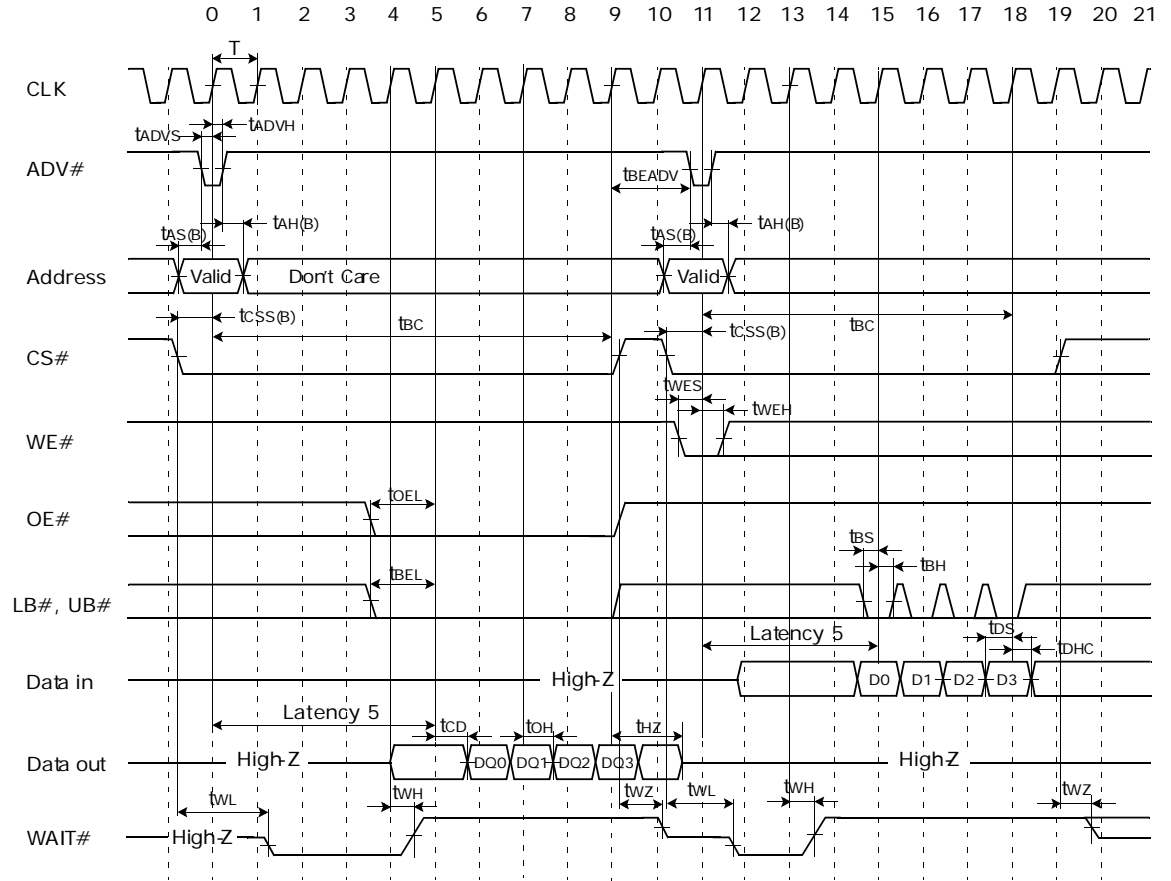 0 1 2 3 4 5 6 7 8 9 10 11 12 13 14 15 16 17 18 19 20 21
T
CLK
tADVS tADVH
ADV#
tBEADV
tAS(B) tAH(B) tAS(B) tAH(B)
Address Valid Don't Care Valid
tCSS(B) tBC tCSS(B) tBC
CS#
tWES
tWEH
WE#
OE# tOEL
tBS
tBH
tBEL
LB#, UB#
Latency 5 tDS
tDHC
Data in High-Z D0 D1 D2 D3
Latency 5 tCD tOH tHZ
Data out High-Z DQ0 DQ1 DQ2 DQ3 High-Z
tWL tWH tWZ tWL tWH tWZ
WAIT# High-Z